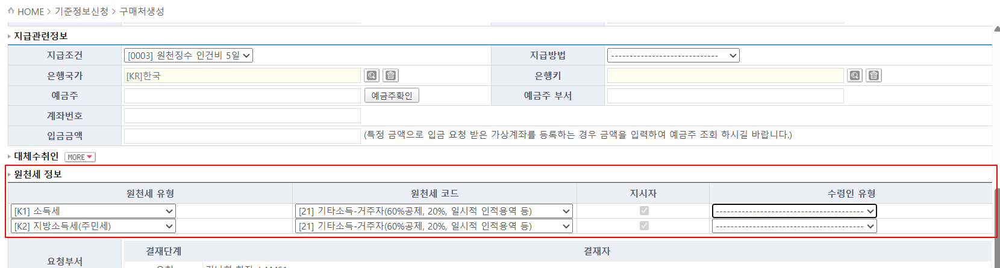 HOME > 기준정보신청 > 구매처생성
지급관련정보
지급조건 [0003] 원천징수 인건비 5일 지급방법 ------------------------------
은행국가 [KR]한국 은행키
예금주 예금주확인 예금주 부서
계좌번호
입금금액 (특정 금액으로 입금 요청 받은 가상계좌를 등록하는 경우 금액을 입력하여 예금주 조회 하시길 바랍니다.)
대체수취인 MORE
원천세 정보
원천세 유형 원천세 코드 지시자 수령인 유형
[K1] 소득세 [21] 기타소득-거주자(60%공제, 20%, 일시적 인적용역 등) ----------------------------------------
[K2] 지방소득세(주민세) [21] 기타소득-거주자(60%공제, 20%, 일시적 인적용역 등) ----------------------------------------
결재단계 결재자
요청부서